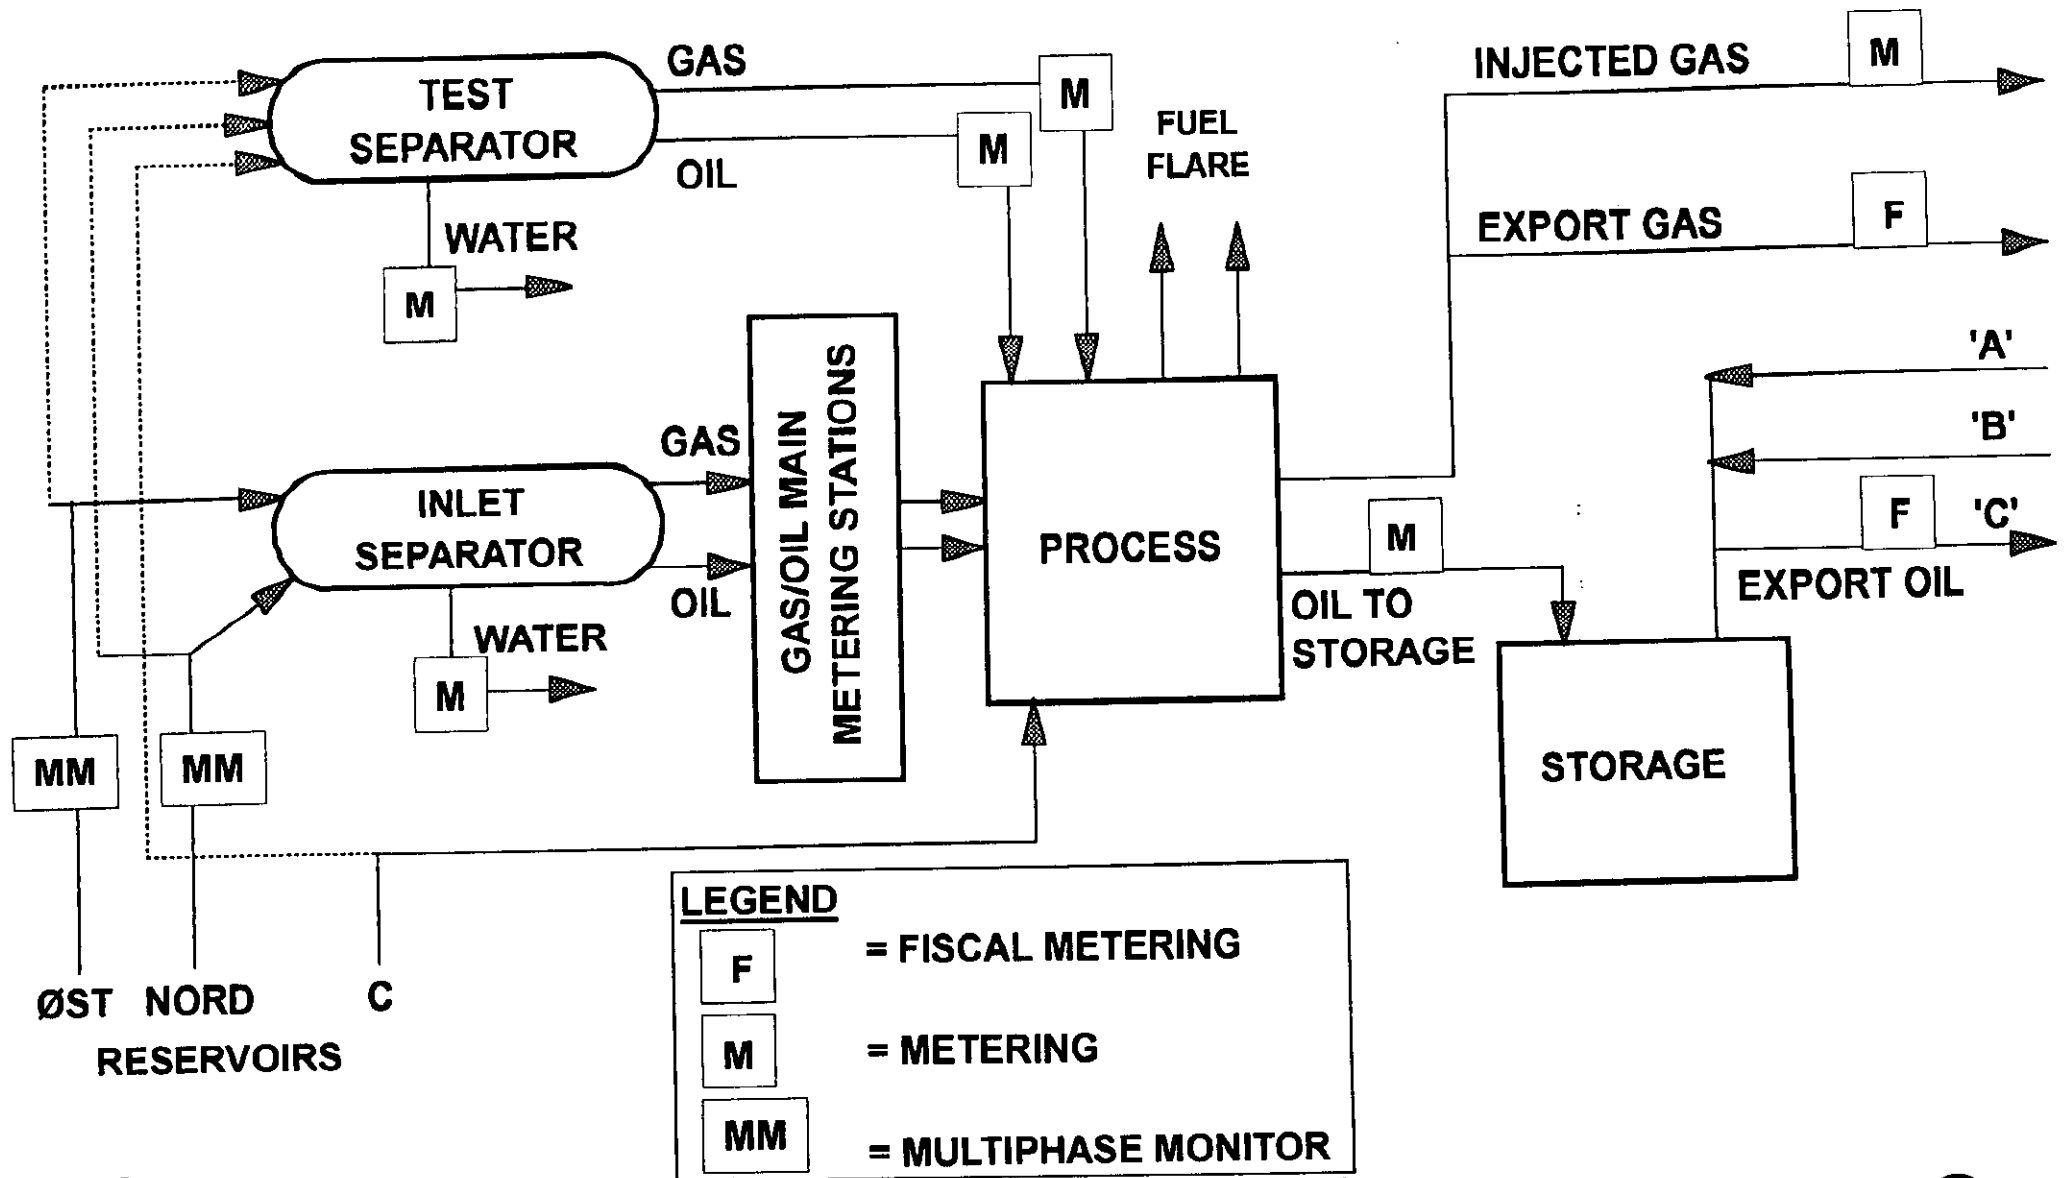 GAS
M
TEST
SEPARATOR
M
OIL
WATER
M
FUEL
FLARE
INJECTED GAS
M
EXPORT GAS
F
'A'
'B'
F
'C'
EXPORT OIL
GAS
INLET
SEPARATOR
OIL
WATER
M
GAS/OIL MAIN
METERING STATIONS
PROCESS
M
OIL TO
STORAGE
STORAGE
MM
MM
ØST
NORD
C
RESERVOIRS
LEGEND
F = FISCAL METERING
M = METERING
MM = MULTIPHASE MONITOR